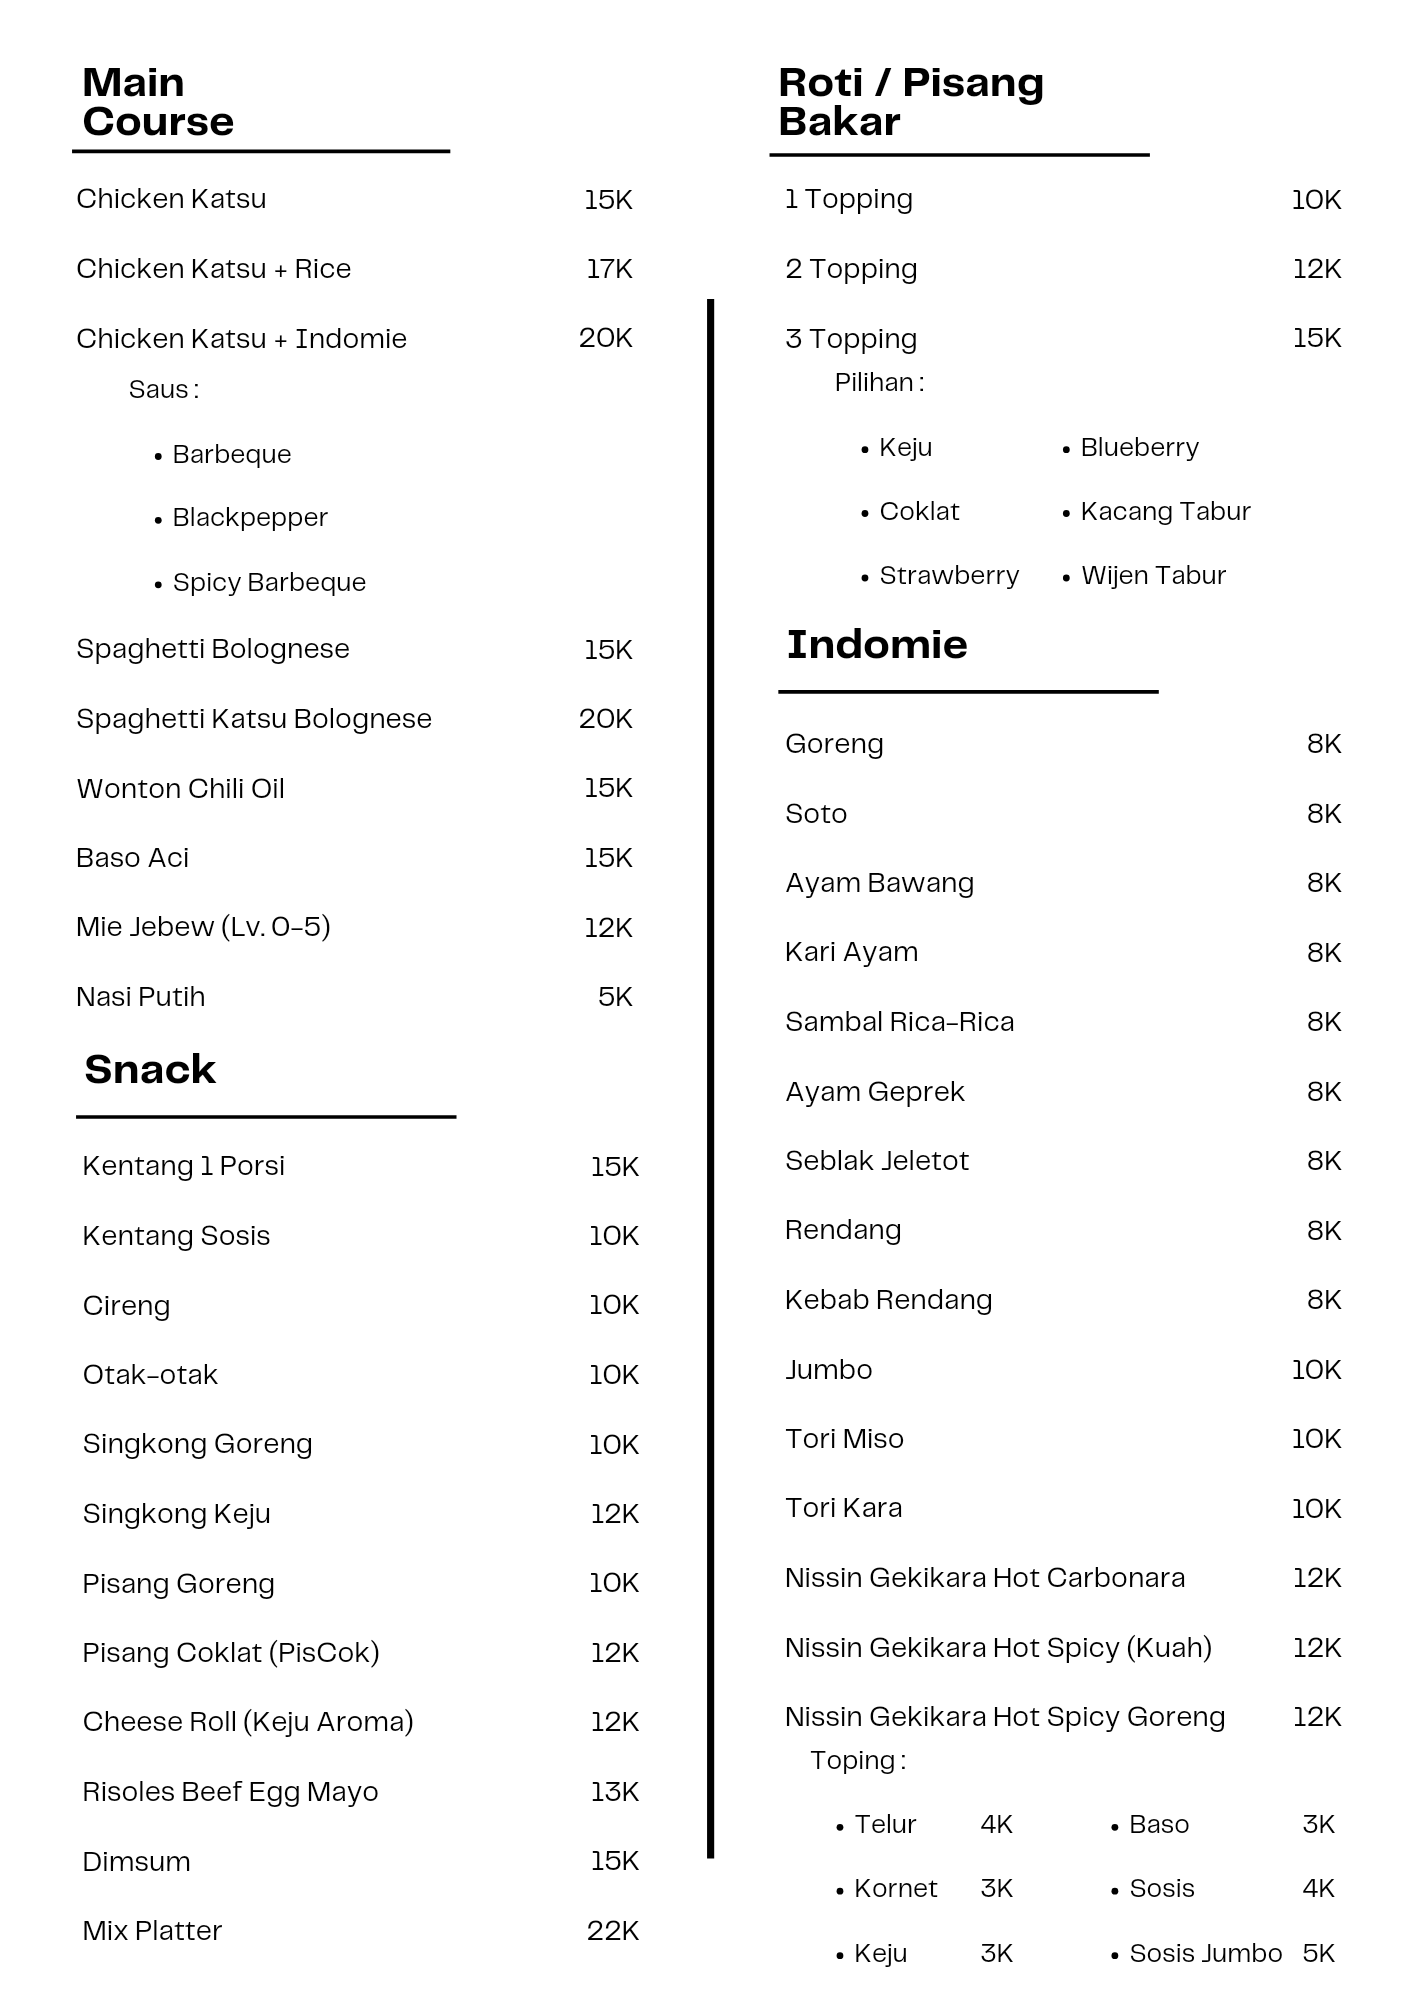 Main
Course
Chicken Katsu 15K
Chicken Katsu + Rice 17K
Chicken Katsu + Indomie 20K
Saus :
• Barbeque
• Blackpepper
• Spicy Barbeque
Spaghetti Bolognese 15K
Spaghetti Katsu Bolognese 20K
Wonton Chili Oil 15K
Baso Aci 15K
Mie Jebew (Lv. 0-5) 12K
Nasi Putih 5K
Snack
Kentang 1 Porsi 15K
Kentang Sosis 10K
Cireng 10K
Otak-otak 10K
Singkong Goreng 10K
Singkong Keju 12K
Pisang Goreng 10K
Pisang Coklat (PisCok) 12K
Cheese Roll (Keju Aroma) 12K
Risoles Beef Egg Mayo 13K
Dimsum 15K
Mix Platter 22K
Roti / Pisang
Bakar
1 Topping 10K
2 Topping 12K
3 Topping 15K
Pilihan :
• Keju • Blueberry
• Coklat • Kacang Tabur
• Strawberry • Wijen Tabur
Indomie
Goreng 8K
Soto 8K
Ayam Bawang 8K
Kari Ayam 8K
Sambal Rica-Rica 8K
Ayam Geprek 8K
Seblak Jeletot 8K
Rendang 8K
Kebab Rendang 8K
Jumbo 10K
Tori Miso 10K
Tori Kara 10K
Nissin Gekikara Hot Carbonara 12K
Nissin Gekikara Hot Spicy (Kuah) 12K
Nissin Gekikara Hot Spicy Goreng 12K
Toping :
• Telur 4K • Baso 3K
• Kornet 3K • Sosis 4K
• Keju 3K • Sosis Jumbo 5K